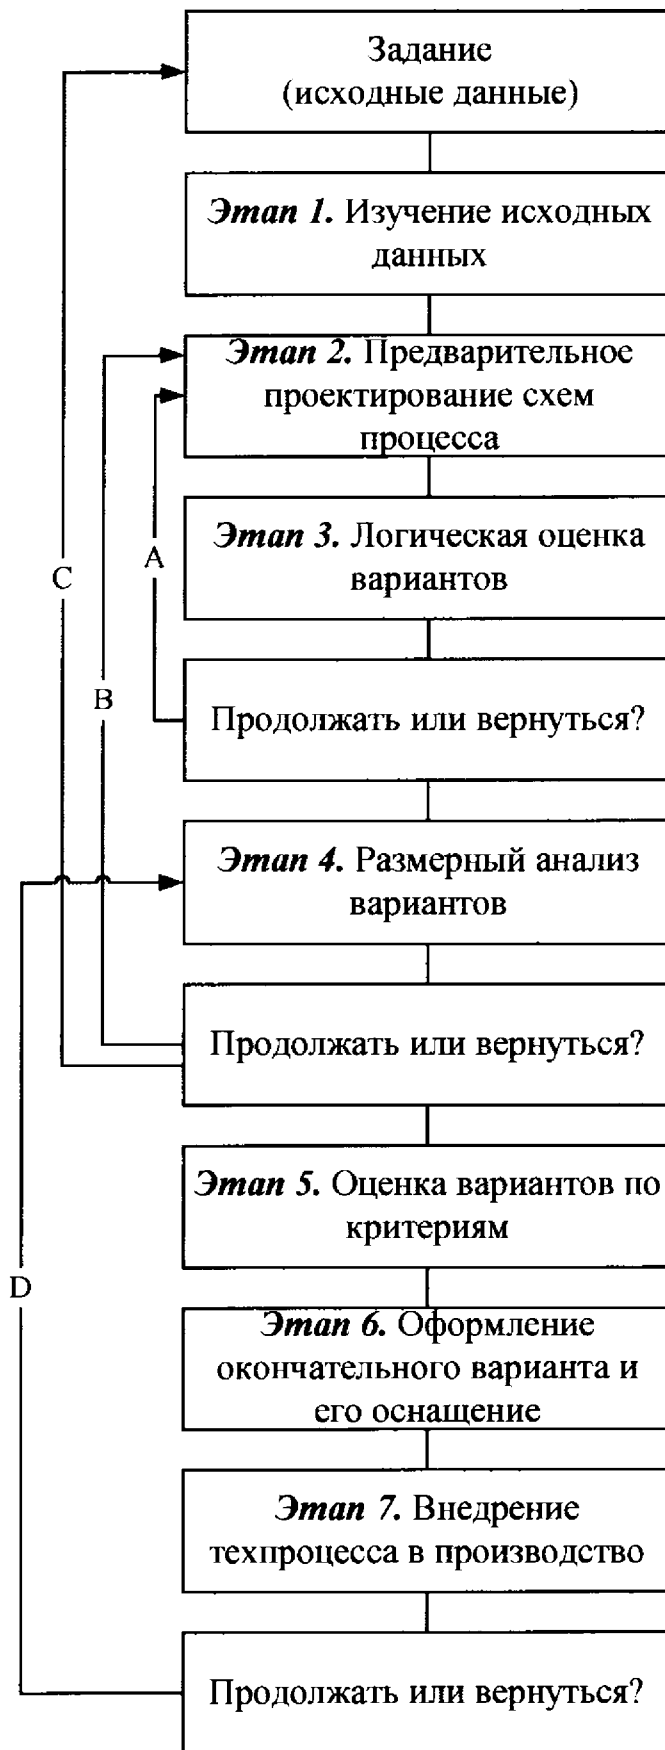 Задание
(исходные данные)
Этап 1. Изучение исходных
данных
Этап 2. Предварительное
проектирование схем
процесса
Этап 3. Логическая оценка
вариантов
A
C
B
Продолжать или вернуться?
Этап 4. Размерный анализ
вариантов
Продолжать или вернуться?
Этап 5. Оценка вариантов по
критериям
D
Этап 6. Оформление
окончательного варианта и
его оснащение
Этап 7. Внедрение
техпроцесса в производство
Продолжать или вернуться?